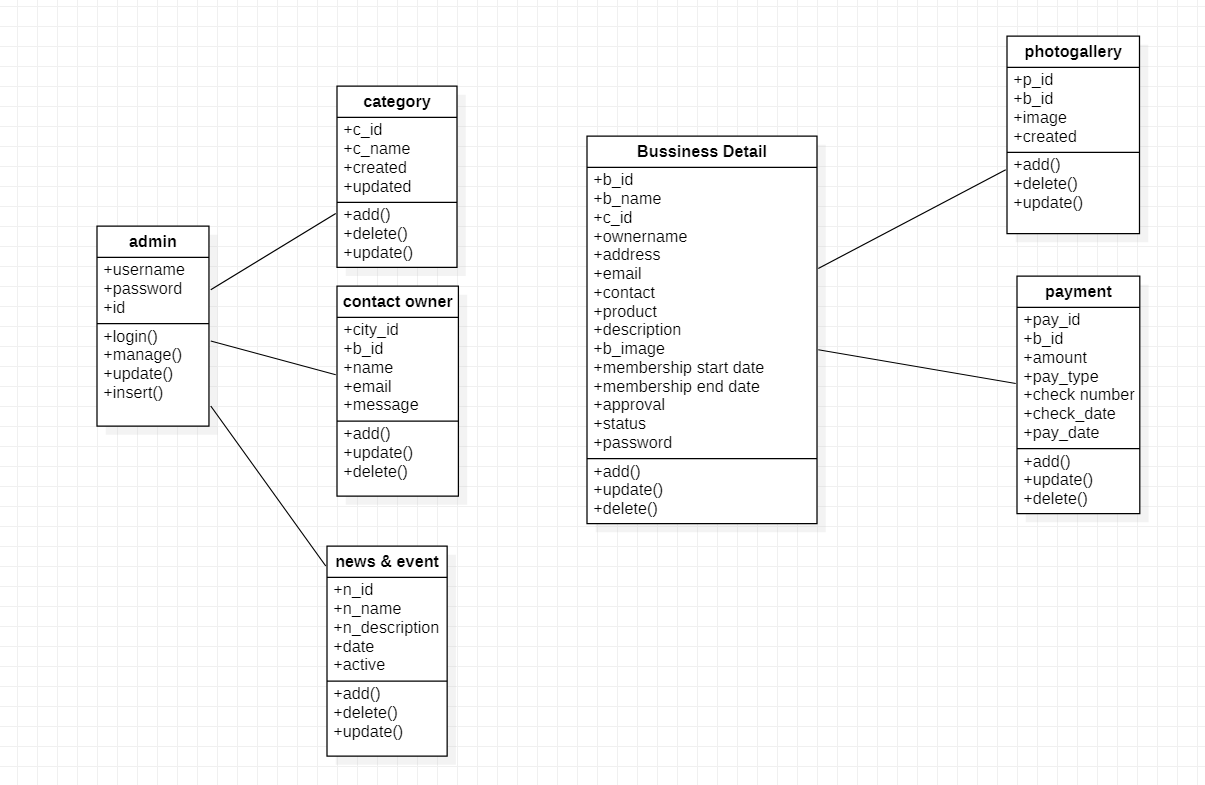 admin
+username
+password
+id
+login()
+manage()
+update()
+insert()
category
+c_id
+c_name
+created
+updated
+add()
+delete()
+update()
contact owner
+city_id
+b_id
+name
+email
+message
+add()
+update()
+delete()
news & event
+n_id
+n_name
+n_description
+date
+active
+add()
+delete()
+update()
Bussiness Detail
+b_id
+b_name
+c_id
+ownername
+address
+email
+contact
+product
+description
+b_image
+membership start date
+membership end date
+approval
+status
+password
+add()
+update()
+delete()
photogallery
+p_id
+b_id
+image
+created
+add()
+delete()
+update()
payment
+pay_id
+b_id
+amount
+pay_type
+check number
+check_date
+pay_date
+add()
+update()
+delete()